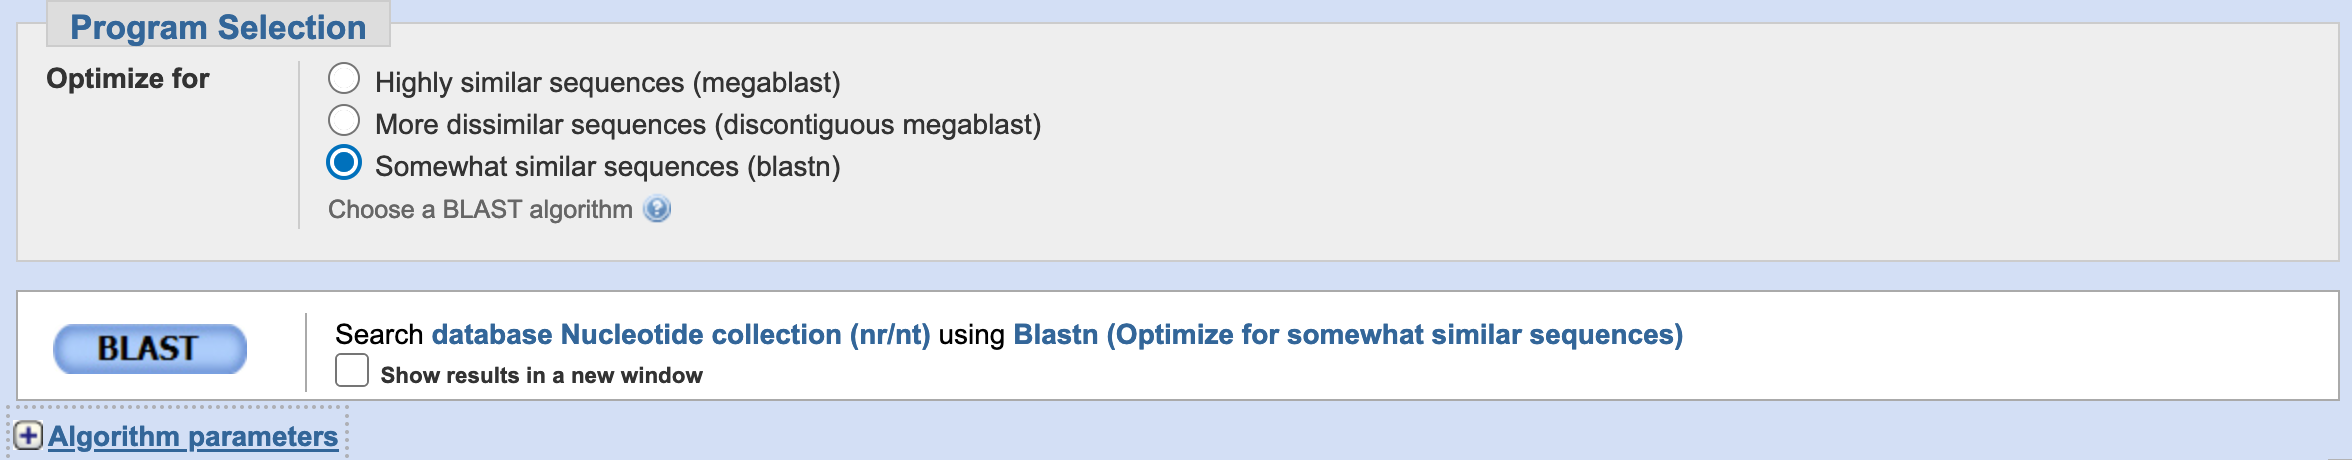 Program Selection
Optimize for
Highly similar sequences (megablast)
More dissimilar sequences (discontiguous megablast)
Somewhat similar sequences (blastn)
Choose a BLAST algorithm ?
BLAST
Search database Nucleotide collection (nr/nt) using Blastn (Optimize for somewhat similar sequences)
Show results in a new window
+ Algorithm parameters